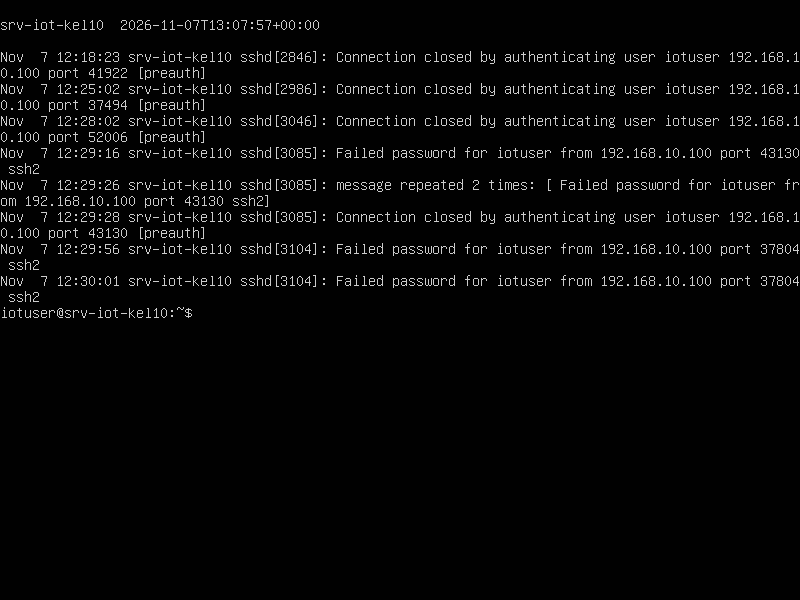 srv-iot-kel10  2026-11-07T13:07:57+00:00
Nov  7 12:18:23 srv-iot-kel10 sshd[2846]: Connection closed by authenticating user iotuser 192.168.1
0.100 port 41922 [preauth]
Nov  7 12:25:02 srv-iot-kel10 sshd[2986]: Connection closed by authenticating user iotuser 192.168.1
0.100 port 37494 [preauth]
Nov  7 12:28:02 srv-iot-kel10 sshd[3046]: Connection closed by authenticating user iotuser 192.168.1
0.100 port 52006 [preauth]
Nov  7 12:29:16 srv-iot-kel10 sshd[3085]: Failed password for iotuser from 192.168.10.100 port 43130
 ssh2
Nov  7 12:29:26 srv-iot-kel10 sshd[3085]: message repeated 2 times: [ Failed password for iotuser fr
om 192.168.10.100 port 43130 ssh2]
Nov  7 12:29:28 srv-iot-kel10 sshd[3085]: Connection closed by authenticating user iotuser 192.168.1
0.100 port 43130 [preauth]
Nov  7 12:29:56 srv-iot-kel10 sshd[3104]: Failed password for iotuser from 192.168.10.100 port 37804
 ssh2
Nov  7 12:30:01 srv-iot-kel10 sshd[3104]: Failed password for iotuser from 192.168.10.100 port 37804
 ssh2
iotuser@srv-iot-kel10:~$